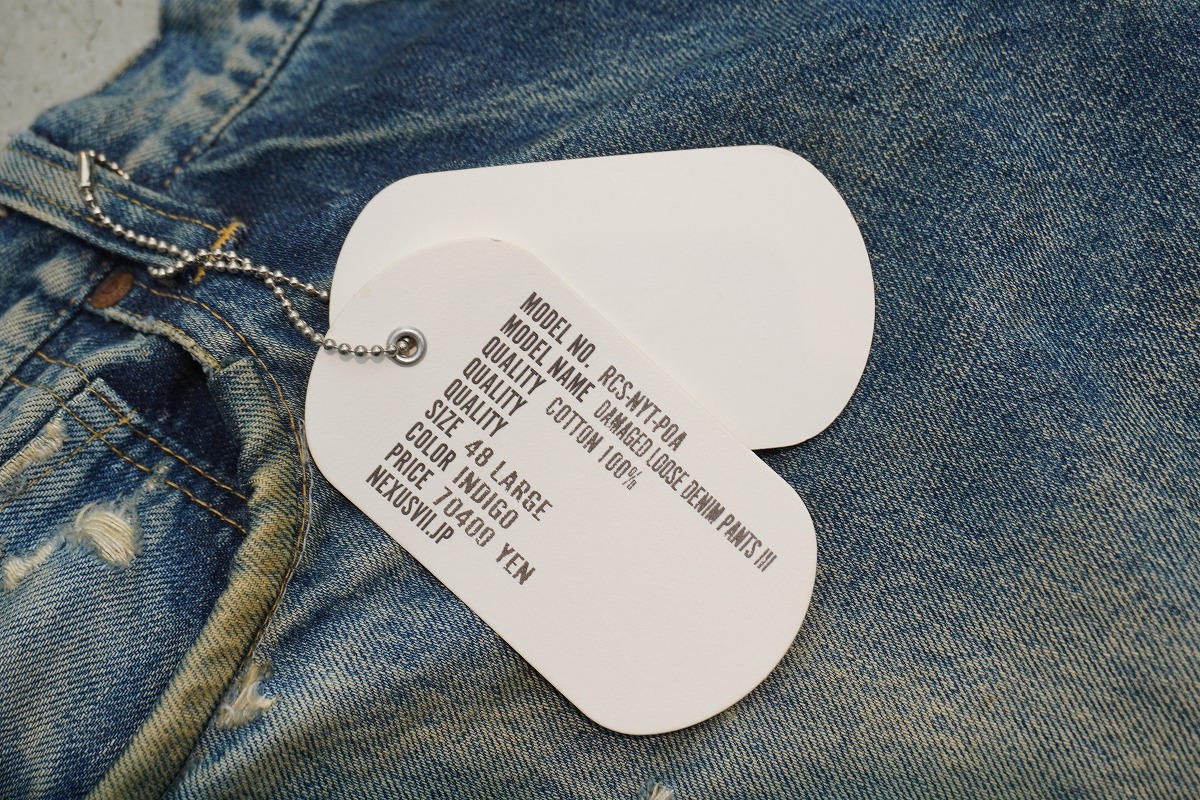 MODEL NO. RCS-NYT-POA
MODEL NAME DAMAGED LOOSE DENIM PANTS III
QUALITY COTTON 100%
QUALITY
QUALITY
SIZE 48 LARGE
COLOR INDIGO
PRICE 70400 YEN
NEXUSVII.JP